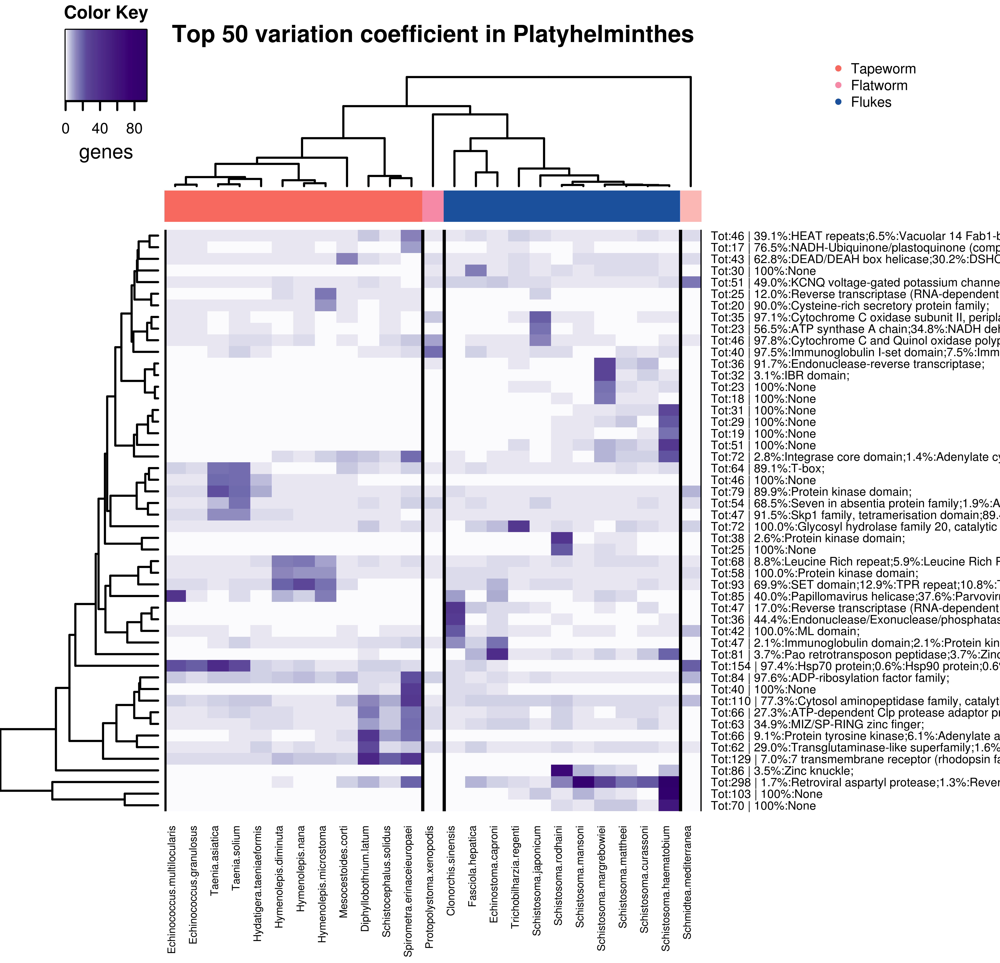 Color Key
0 40 80
genes
Top 50 variation coefficient in Platyhelminthes
Tapeworm
Flatworm
Flukes
Tot:46 | 39.1%:HEAT repeats;6.5%:Vacuolar 14 Fab1-b
Tot:17 | 76.5%:NADH-Ubiquinone/plastoquinone (comp
Tot:43 | 62.8%:DEAD/DEAH box helicase;30.2%:DSHC
Tot:30 | 100%:None
Tot:51 | 49.0%:KCNQ voltage-gated potassium channe
Tot:25 | 12.0%:Reverse transcriptase (RNA-dependent
Tot:20 | 90.0%:Cysteine-rich secretory protein family;
Tot:35 | 97.1%:Cytochrome C oxidase subunit II, peripla
Tot:23 | 56.5%:ATP synthase A chain;34.8%:NADH deh
Tot:46 | 97.8%:Cytochrome C and Quinol oxidase polyp
Tot:40 | 97.5%:Immunoglobulin I-set domain;7.5%:Imm
Tot:36 | 91.7%:Endonuclease-reverse transcriptase;
Tot:32 | 3.1%:IBR domain;
Tot:23 | 100%:None
Tot:18 | 100%:None
Tot:31 | 100%:None
Tot:29 | 100%:None
Tot:19 | 100%:None
Tot:51 | 100%:None
Tot:72 | 2.8%:Integrase core domain;1.4%:Adenylate cy
Tot:64 | 89.1%:T-box;
Tot:46 | 100%:None
Tot:79 | 89.9%:Protein kinase domain;
Tot:54 | 68.5%:Seven in absentia protein family;1.9%:A
Tot:47 | 91.5%:Skp1 family, tetramerisation domain;89.4
Tot:72 | 100.0%:Glycosyl hydrolase family 20, catalytic
Tot:38 | 2.6%:Protein kinase domain;
Tot:25 | 100%:None
Tot:68 | 8.8%:Leucine Rich repeat;5.9%:Leucine Rich R
Tot:58 | 100.0%:Protein kinase domain;
Tot:93 | 69.9%:SET domain;12.9%:TPR repeat;10.8%:T
Tot:85 | 40.0%:Papillomavirus helicase;37.6%:Parvoviru
Tot:47 | 17.0%:Reverse transcriptase (RNA-dependent
Tot:36 | 44.4%:Endonuclease/Exonuclease/phosphatas
Tot:42 | 100.0%:ML domain;
Tot:47 | 2.1%:Immunoglobulin domain;2.1%:Protein kin
Tot:81 | 3.7%:Pao retrotransposon peptidase;3.7%:Zinc
Tot:154 | 97.4%:Hsp70 protein;0.6%:Hsp90 protein;0.6%
Tot:84 | 97.6%:ADP-ribosylation factor family;
Tot:40 | 100%:None
Tot:110 | 77.3%:Cytosol aminopeptidase family, catalyti
Tot:66 | 27.3%:ATP-dependent Clp protease adaptor pr
Tot:63 | 34.9%:MIZ/SP-RING zinc finger;
Tot:66 | 9.1%:Protein tyrosine kinase;6.1%:Adenylate a
Tot:62 | 29.0%:Transglutaminase-like superfamily;1.6%
Tot:129 | 7.0%:7 transmembrane receptor (rhodopsin fa
Tot:86 | 3.5%:Zinc knuckle;
Tot:298 | 1.7%:Retroviral aspartyl protease;1.3%:Rever
Tot:103 | 100%:None
Tot:70 | 100%:None
Echinococcus.multilocularis
Echinococcus.granulosus
Taenia.asiatica
Taenia.solium
Hydatigera.taeniaeformis
Hymenolepis.diminuta
Hymenolepis.nana
Hymenolepis.microstoma
Mesocestoides.corti
Diphyllobothrium.latum
Schistocephalus.solidus
Spirometra.erinaceieuropaei
Protopolystoma.xenopodis
Clonorchis.sinensis
Fasciola.hepatica
Echinostoma.caproni
Trichobilharzia.regenti
Schistosoma.japonicum
Schistosoma.rodhaini
Schistosoma.mansoni
Schistosoma.margrebowiei
Schistosoma.mattheei
Schistosoma.curassoni
Schistosoma.haematobium
Schmidtea.mediterranea